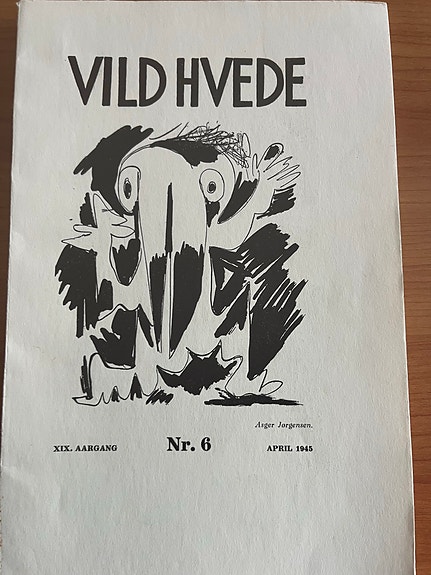 VILD HVEDE
Asger Jorgensen.
XIX. AARGANG Nr. 6 APRIL 1945